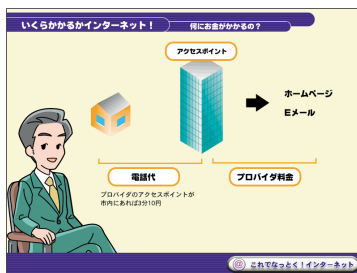 いくらかかるかインターネット！
何にお金がかかるの？
アクセスポイント
ホームページ
Eメール
電話代
プロバイダ料金
プロバイダのアクセスポイントが
市内にあれば3分10円
@ これでなっとく！インターネット